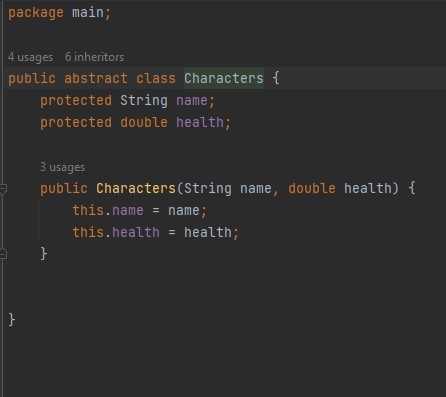 package main;
4 usages 6 inheritors
public abstract class Characters {
protected String name;
protected double health;
3 usages
public Characters(String name, double health) {
this.name = name;
this.health = health;
}
}